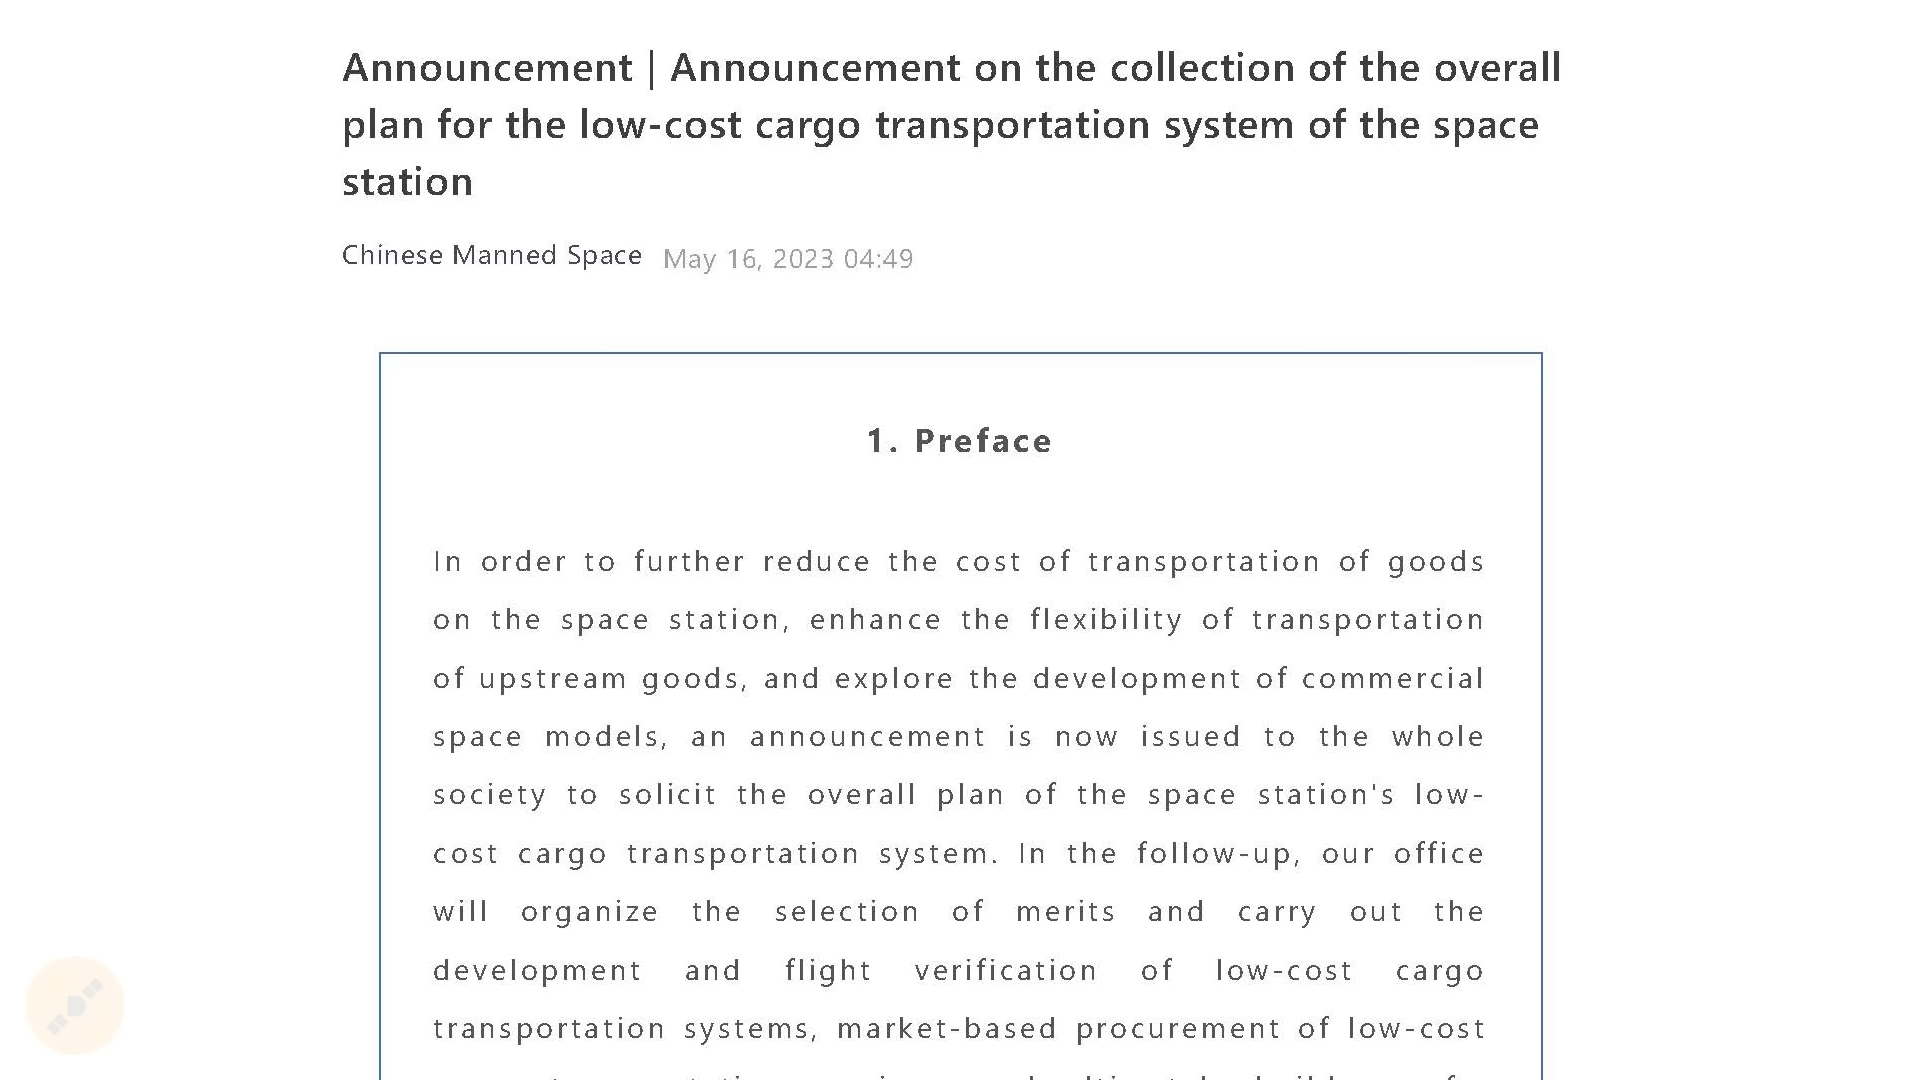 Announcement | Announcement on the collection of the overall
plan for the low-cost cargo transportation system of the space
station
Chinese Manned Space May 16, 2023 04:49
1. Preface
In order to further reduce the cost of transportation of goods
on the space station, enhance the flexibility of transportation
of upstream goods, and explore the development of commercial
space models, an announcement is now issued to the whole
society to solicit the overall plan of the space station's low-
cost cargo transportation system. In the follow-up, our office
will organize the selection of merits and carry out the
development and flight verification of low-cost cargo
transportation systems, market-based procurement of low-cost